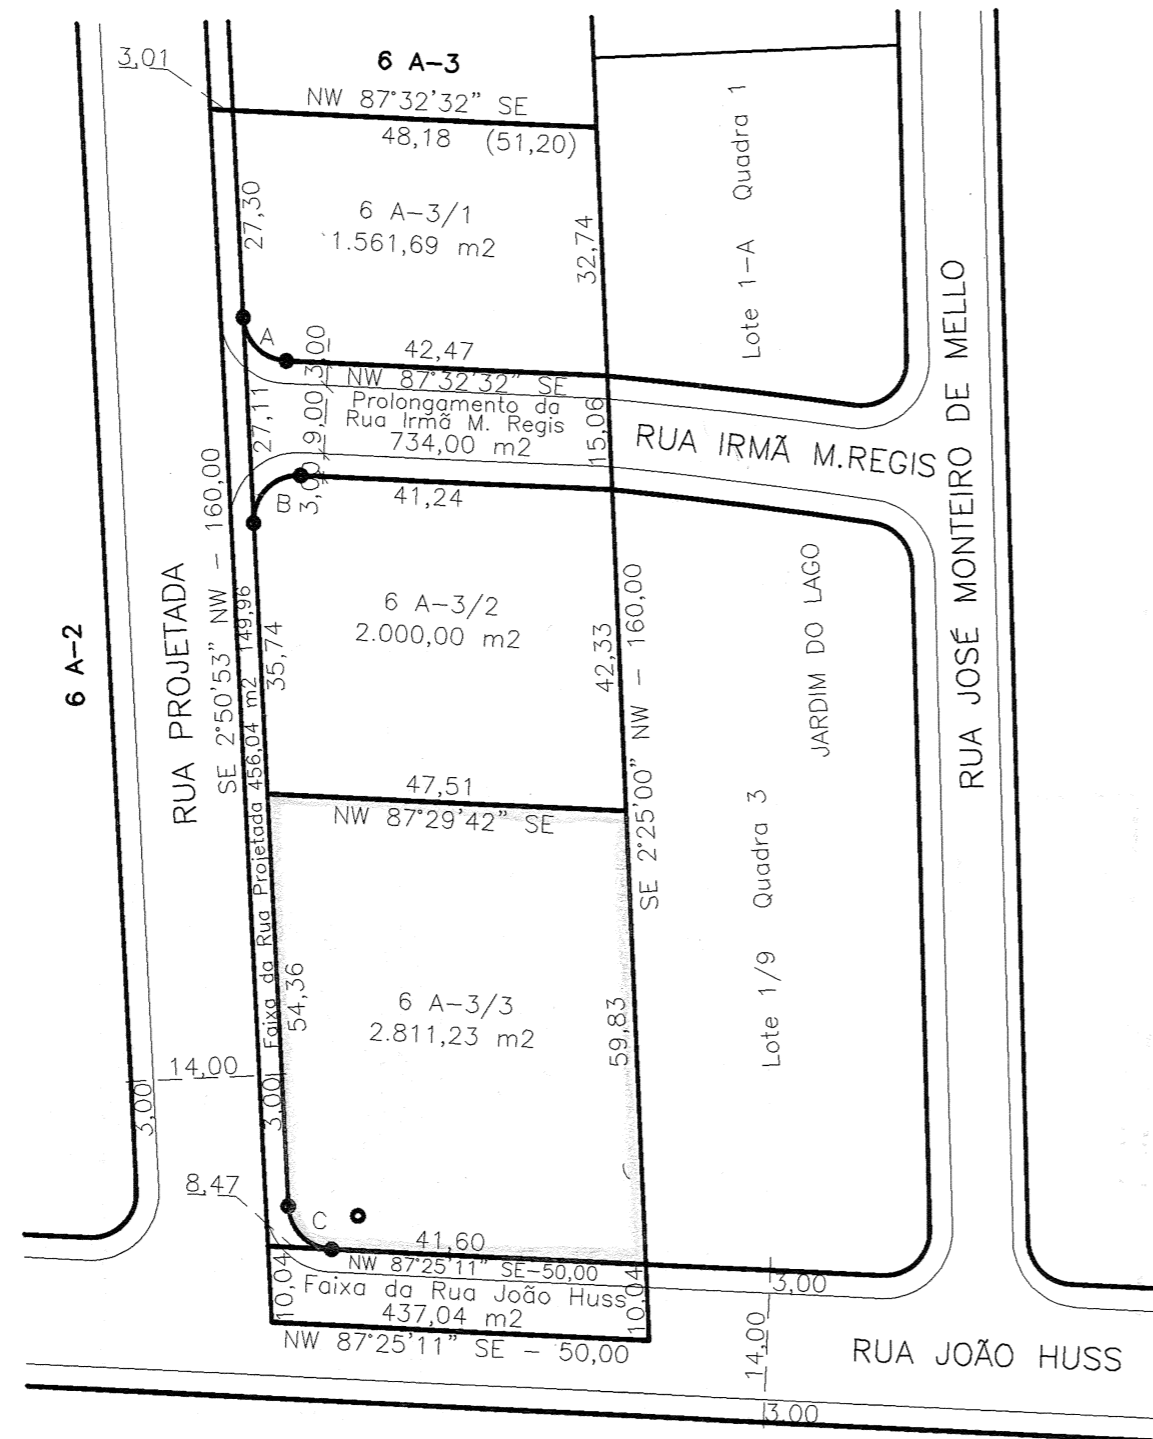 3,01
6 A-3
NW 87°32'32" SE
48,18 (51,20)
27,30
6 A-3/1
1.561,69 m2
32,74
Lote 1-A Quadra 1
A
3,00
42,47
NW 87°32'32" SE
Prolongamento da
Rua Irmã M. Regis
734,00 m2
9,00
27,11
15,06
RUA IRMÃ M.REGIS
3,00
B
41,24
RUA JOSÉ MONTEIRO DE MELLO
6 A-2
RUA PROJETADA
SE 2°50'53" NW - 160,00
149,96
Faixa da Rua Projetada 456,04 m2
35,74
6 A-3/2
2.000,00 m2
42,33
SE 2°25'00" NW - 160,00
JARDIM DO LAGO
47,51
NW 87°29'42" SE
Lote 1/9 Quadra 3
54,36
6 A-3/3
2.811,23 m2
59,83
14,00
3,00
3,00
8,47
C
41,60
NW 87°25'11" SE-50,00
Faixa da Rua João Huss
437,04 m2
10,04
10,04
NW 87°25'11" SE - 50,00
3,00
14,00
RUA JOÃO HUSS
3.00